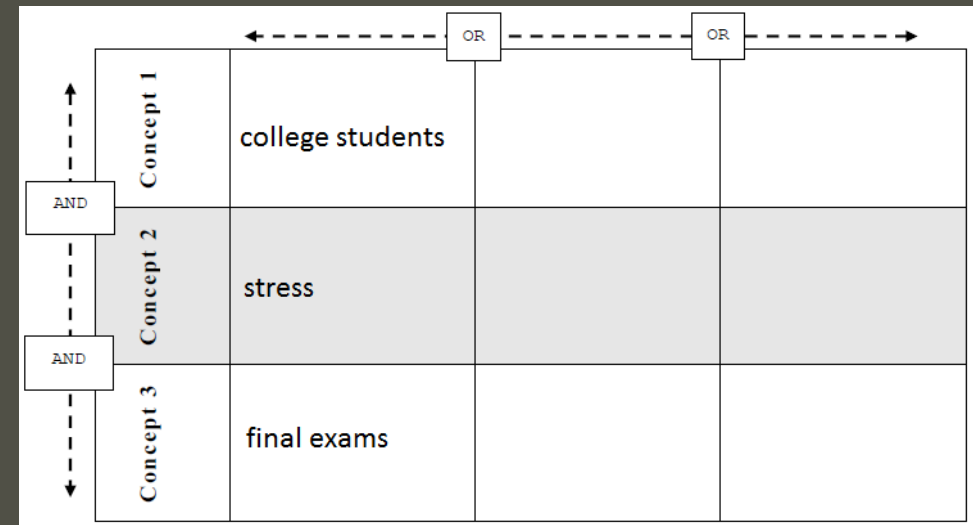 OR OR
Concept 1
college students
AND
Concept 2
stress
AND
Concept 3
final exams